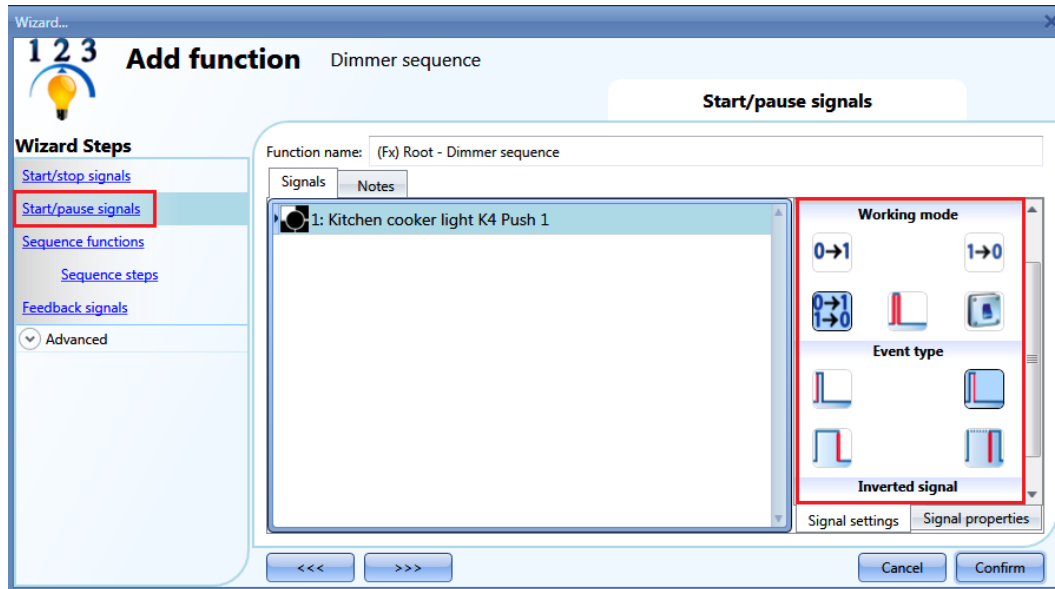 Wizard...
1 2 3
Add function Dimmer sequence
Start/pause signals
Wizard Steps
Start/stop signals
Start/pause signals
Sequence functions
Sequence steps
Feedback signals
Advanced
Function name: (Fx) Root - Dimmer sequence
Signals Notes
1: Kitchen cooker light K4 Push 1
Working mode
0→1 1→0
0→1
1→0
Event type
Inverted signal
Signal settings Signal properties
<<< >>> Cancel Confirm